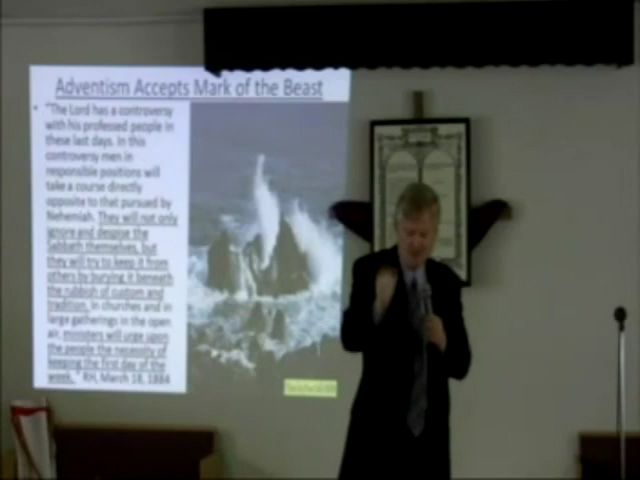 Adventism Accepts Mark of the Beast
• "The Lord has a controversy
with his professed people in
these last days. In this
controversy men in
responsible positions will
take a course directly
opposite to that pursued by
Nehemiah. They will not only
ignore and despise the
Sabbath themselves, but
they will try to keep it from
others by burying it beneath
the rubbish of custom and
tradition. In churches and in
large gatherings in the open
air, ministers will urge upon
the people the necessity of
keeping the first day of the
week." RH, March 18, 1884